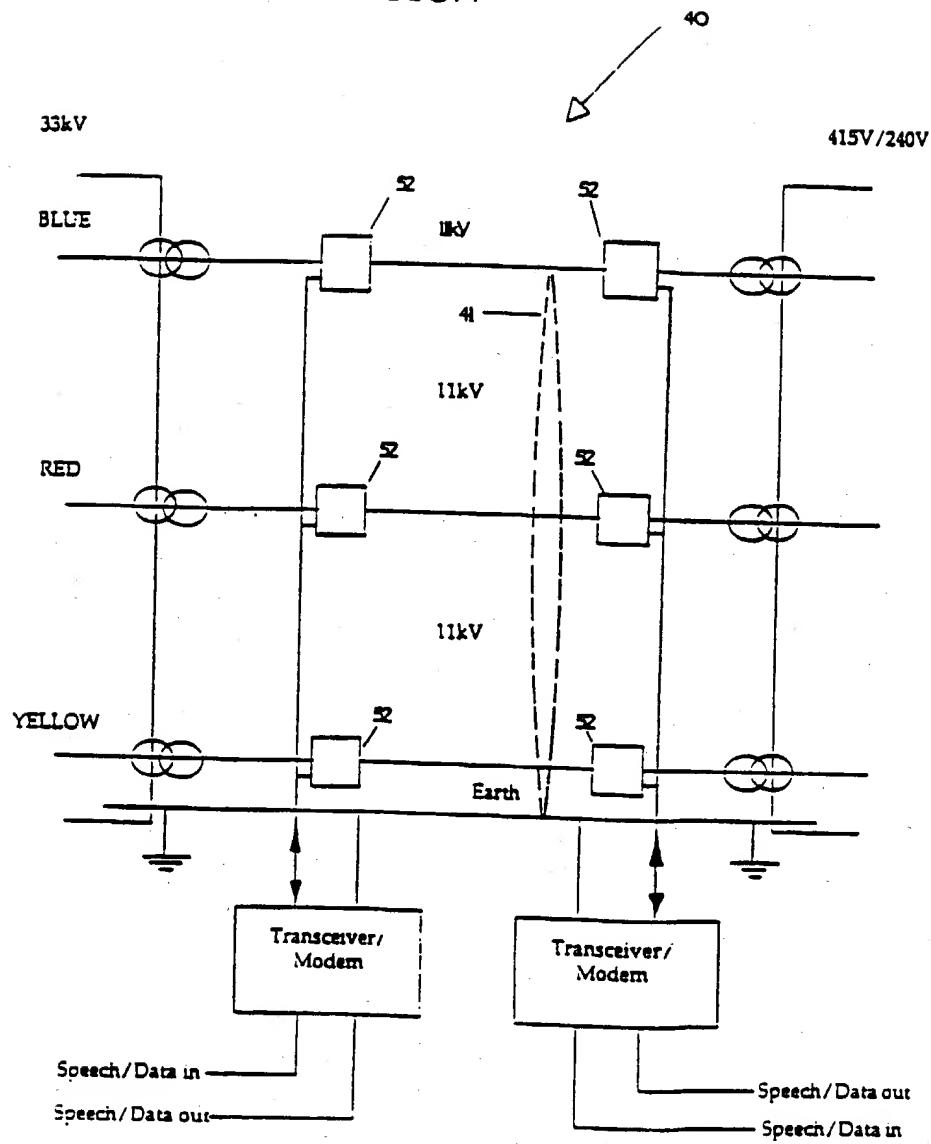 40
33kV
415V/240V
52
52
BLUE
11kV
41
11kV
52
52
RED
11kV
52
52
YELLOW
Earth
Transceiver/
Modem
Transceiver/
Modem
Speech/Data in
Speech/Data out
Speech/Data out
Speech/Data in